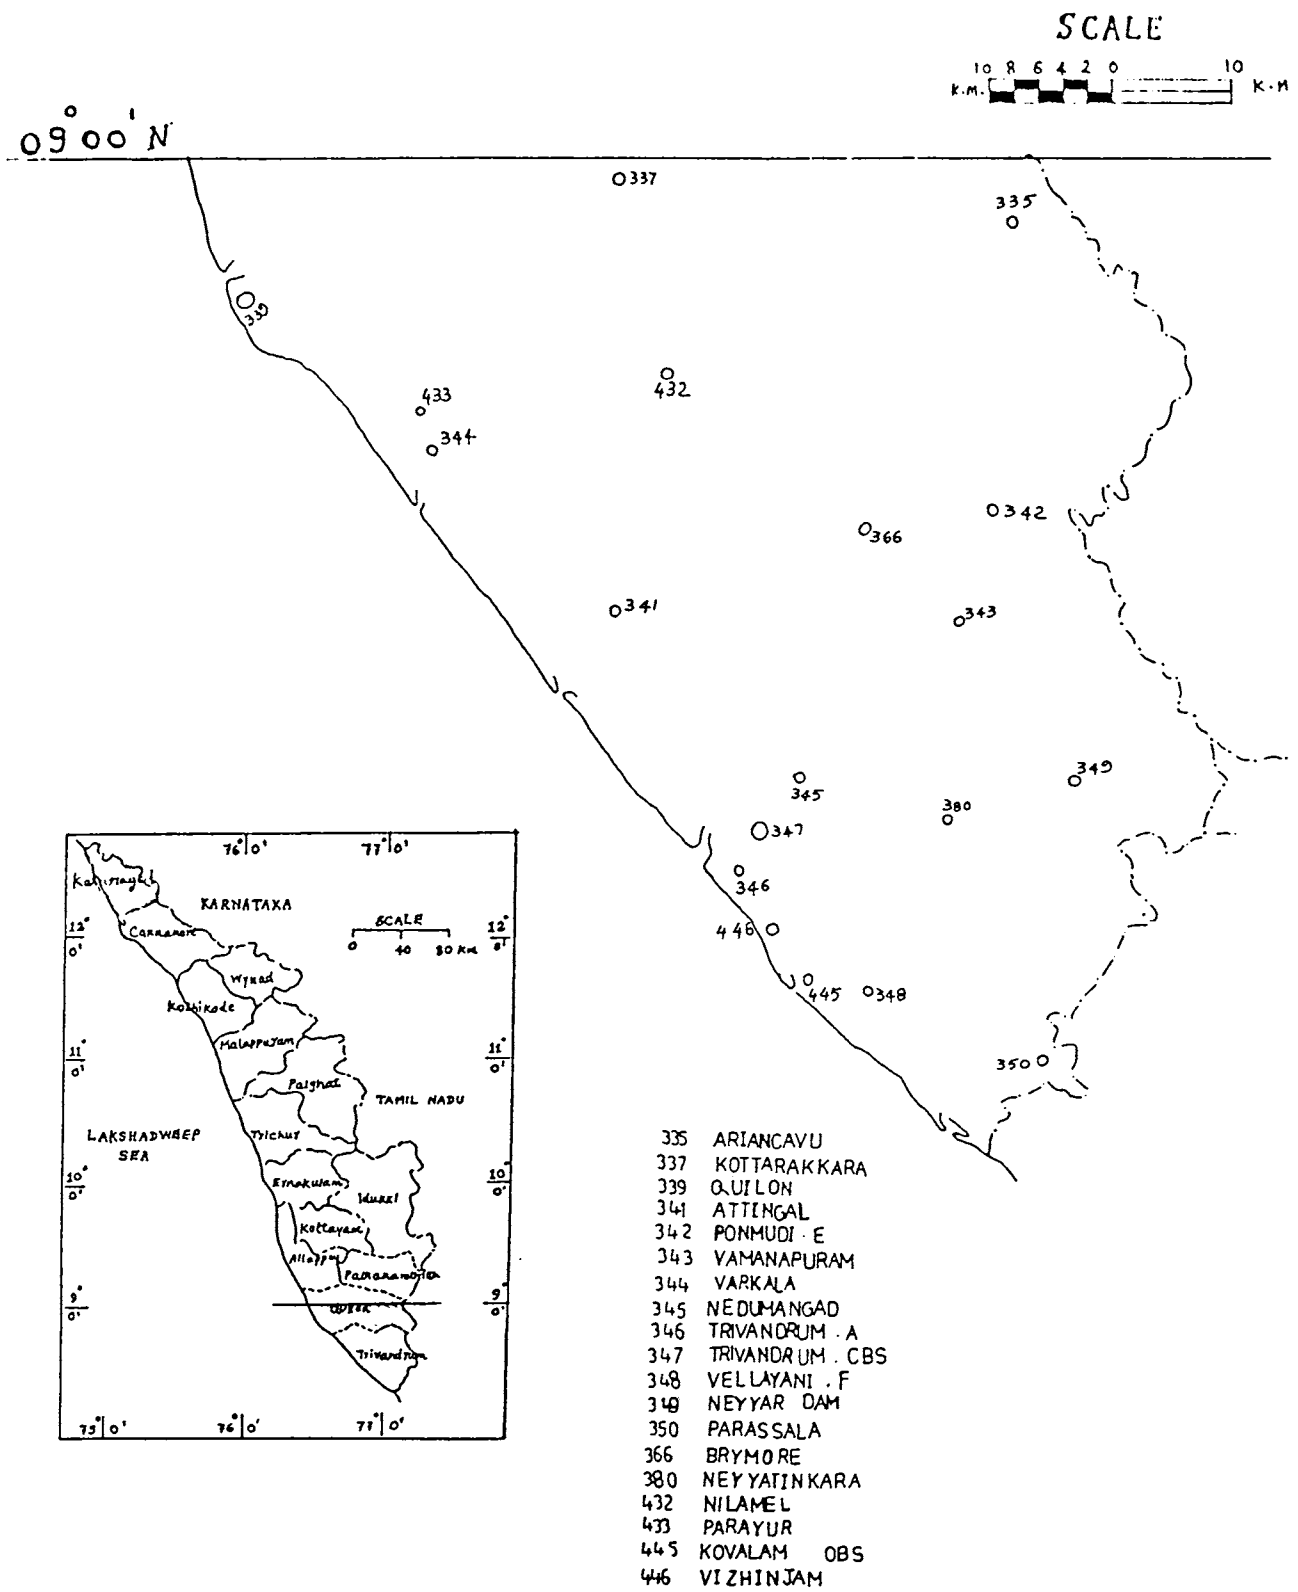 SCALE
10 8 6 4 2 0 10
K.M. K.M
09°00' N
337
335
339
432
433
344
342
366
341
343
349
345
380
347
346
446
445
348
350
76°0' 77°0'
KARNATAKA
SCALE
0 40 80 Km
12°0' 12°0'
Cannanore
Wynad
Kozhikode
Malappuram
11°0' 11°0'
Palghat
TAMIL NADU
Trichur
LAKSHADWEEP
SEA
Ernakulam
Idukki
10°0' 10°0'
Kottayam
Alleppey
9°0' 9°0'
Trivandrum
75°0' 76°0' 77°0'
335 ARIANCAVU
337 KOTTARAKKARA
339 QUILON
341 ATTINGAL
342 PONMUDI . E
343 VAMANAPURAM
344 VARKALA
345 NEDUMANGAD
346 TRIVANDRUM . A
347 TRIVANDRUM . CBS
348 VELLAYANI . F
349 NEYYAR DAM
350 PARASSALA
366 BRYMORE
380 NEYYATINKARA
432 NILAMEL
433 PARAYUR
445 KOVALAM OBS
446 VIZHINJAM